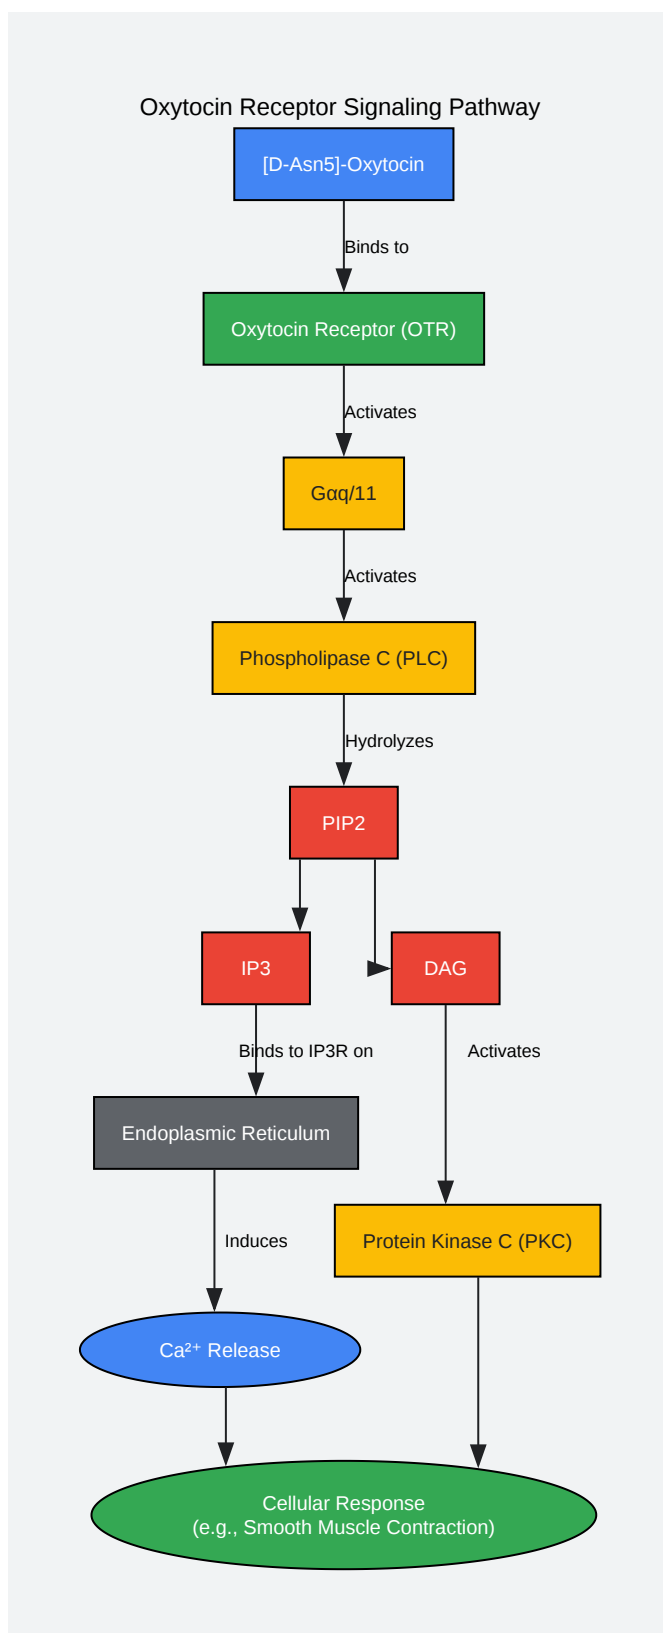 Oxytocin Receptor Signaling Pathway
[D-Asn5]-Oxytocin
Binds to
Oxytocin Receptor (OTR)
Activates
Gαq/11
Activates
Phospholipase C (PLC)
Hydrolyzes
PIP2
IP3
DAG
Binds to IP3R on
Activates
Endoplasmic Reticulum
Induces
Protein Kinase C (PKC)
Ca²⁺ Release
Cellular Response
(e.g., Smooth Muscle Contraction)